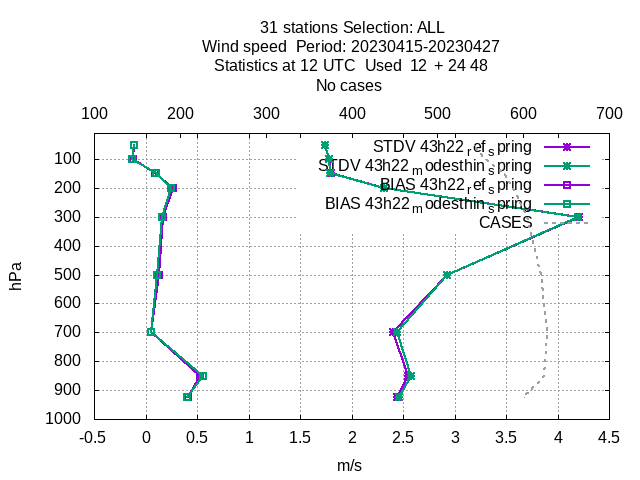 31 stations Selection: ALL
Wind speed  Period: 20230415-20230427
Statistics at 12 UTC  Used  12  + 24 48
No cases
100 200 300 400 500 600 700
STDV 43h22_ref_spring
STDV 43h22_modesthin_spring
BIAS 43h22_ref_spring
BIAS 43h22_modesthin_spring
CASES
100
200
300
400
500
600
700
800
900
1000
hPa
-0.5 0 0.5 1 1.5 2 2.5 3 3.5 4 4.5
m/s